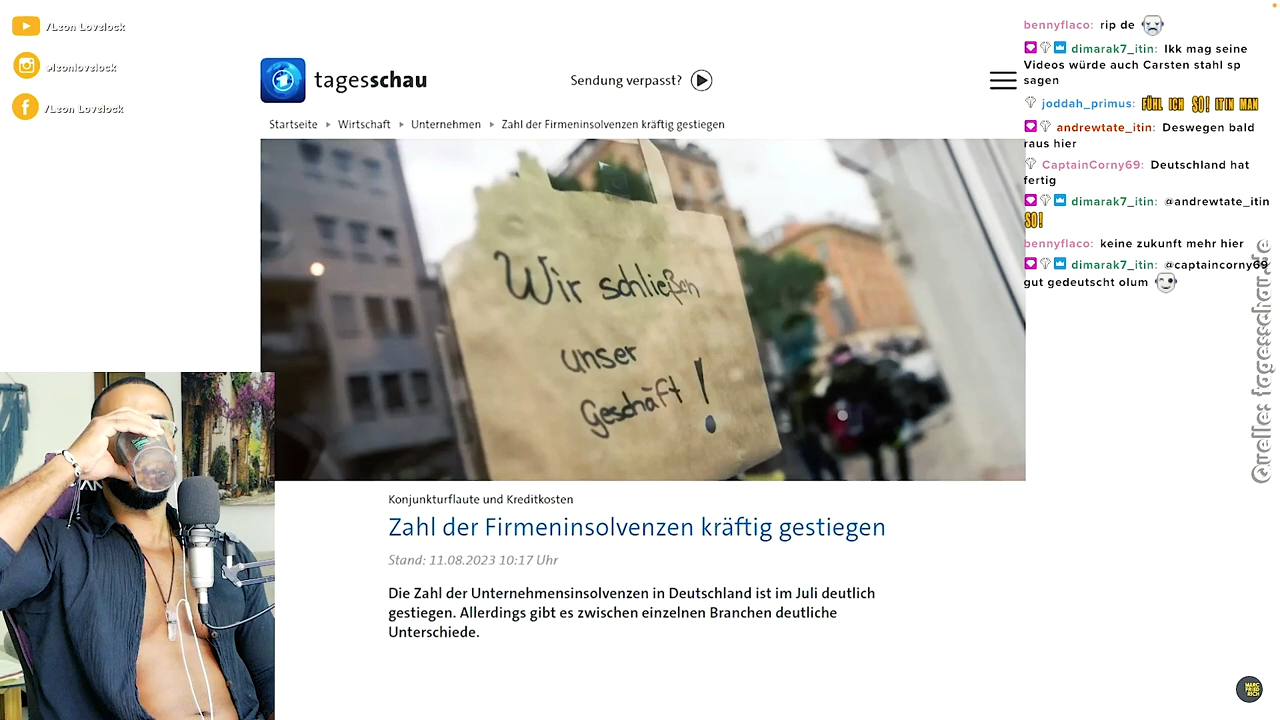 /Leon Lovelock
•leonlovelock
/Leon Lovelock
tagesschau
Sendung verpasst?
Startseite ▸ Wirtschaft ▸ Unternehmen ▸ Zahl der Firmeninsolvenzen kräftig gestiegen
Wir schließen
unser
Geschäft !
Konjunkturflaute und Kreditkosten
Zahl der Firmeninsolvenzen kräftig gestiegen
Stand: 11.08.2023 10:17 Uhr
Die Zahl der Unternehmensinsolvenzen in Deutschland ist im Juli deutlich
gestiegen. Allerdings gibt es zwischen einzelnen Branchen deutliche
Unterschiede.
bennyflaco: rip de
dimarak7_itin: Ikk mag seine
Videos würde auch Carsten stahl sp
sagen
joddah_primus: FÜHL ICH SO! ITIN MAN
andrewtate_itin: Deswegen bald
raus hier
CaptainCorny69: Deutschland hat
fertig
dimarak7_itin: @andrewtate_itin
SO!
bennyflaco: keine zukunft mehr hier
dimarak7_itin: @captaincorny69
gut gedeutscht olum
Quelle: tagesschau.de
MARC
FRIED
RICH